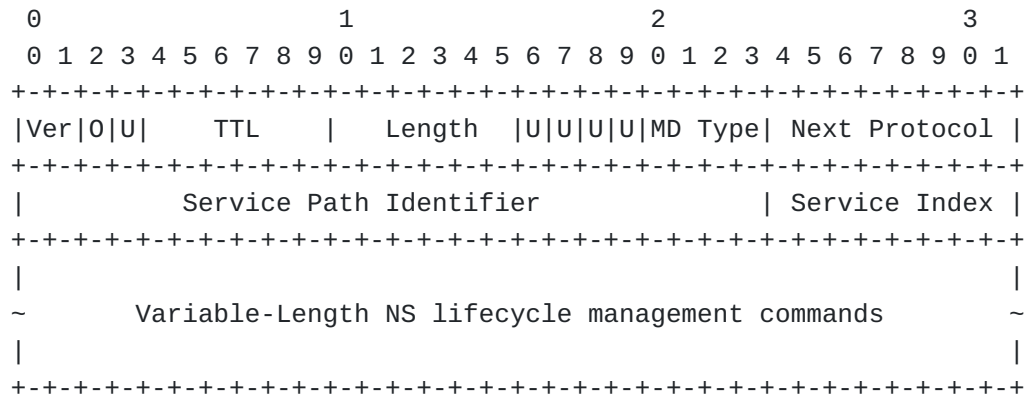 0                   1                   2                   3
 0 1 2 3 4 5 6 7 8 9 0 1 2 3 4 5 6 7 8 9 0 1 2 3 4 5 6 7 8 9 0 1
+-+-+-+-+-+-+-+-+-+-+-+-+-+-+-+-+-+-+-+-+-+-+-+-+-+-+-+-+-+-+-+-+
|Ver|O|U|    TTL    |   Length  |U|U|U|U|MD Type| Next Protocol |
+-+-+-+-+-+-+-+-+-+-+-+-+-+-+-+-+-+-+-+-+-+-+-+-+-+-+-+-+-+-+-+-+
|          Service Path Identifier              | Service Index |
+-+-+-+-+-+-+-+-+-+-+-+-+-+-+-+-+-+-+-+-+-+-+-+-+-+-+-+-+-+-+-+-+
|                                                               |
~       Variable-Length NS lifecycle management commands        ~
|                                                               |
+-+-+-+-+-+-+-+-+-+-+-+-+-+-+-+-+-+-+-+-+-+-+-+-+-+-+-+-+-+-+-+-+